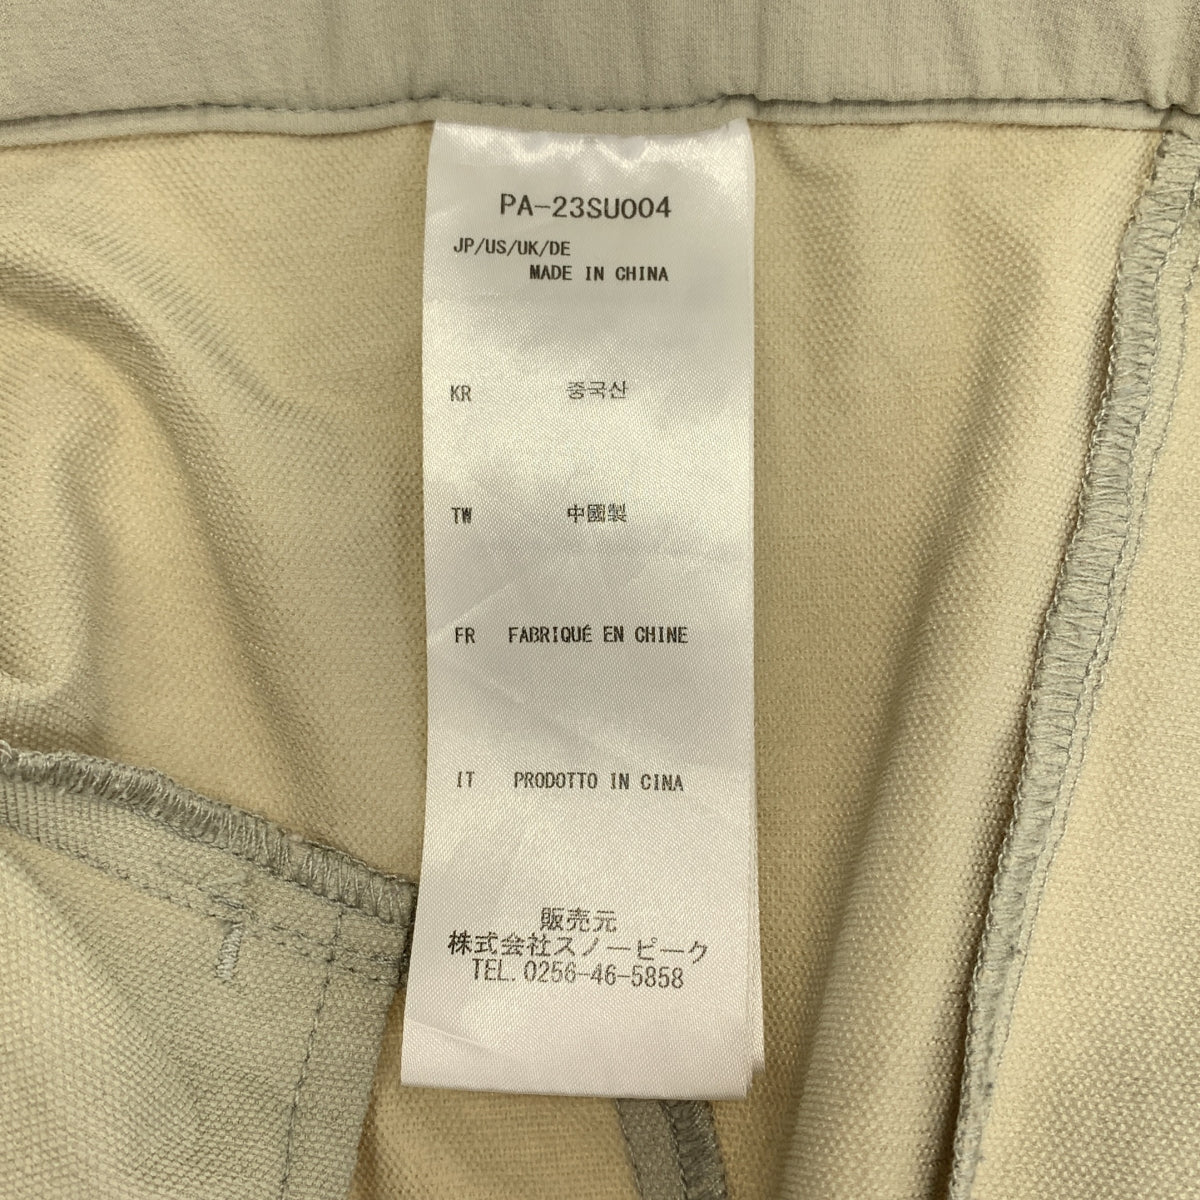 PA-23SU004
JP/US/UK/DE
MADE IN CHINA
KR 중국산
TW 中國製
FR FABRIQUÉ EN CHINE
IT PRODOTTO IN CINA
販売元
株式会社スノーピーク
TEL. 0256-46-5858